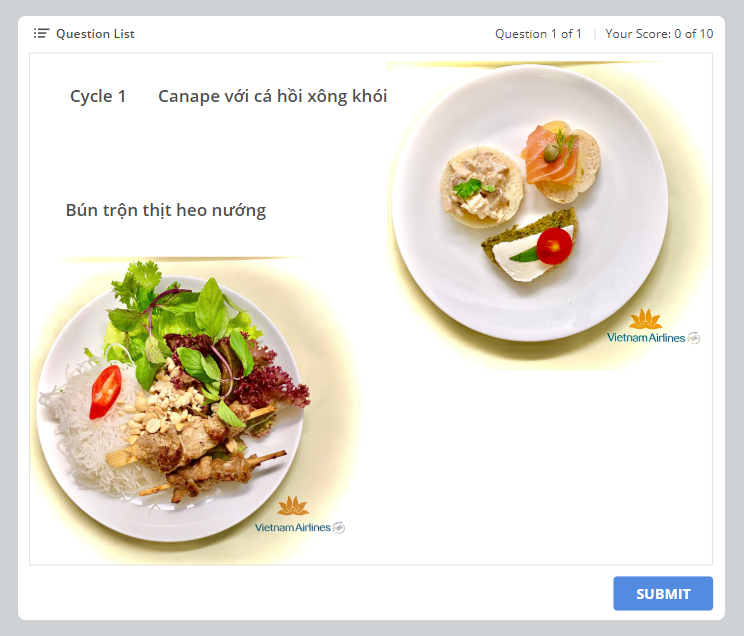 Question List
Question 1 of 1
Your Score: 0 of 10
Cycle 1
Canape với cá hồi xông khói
Bún trộn thịt heo nướng
Vietnam Airlines
Vietnam Airlines
SUBMIT